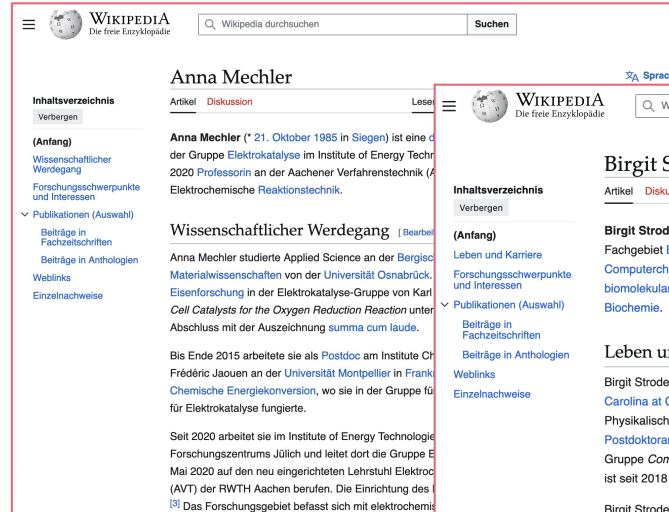 WIKIPEDIA
Die freie Enzyklopädie
Wikipedia durchsuchen
Suchen
Anna Mechler
Artikel Diskussion
Inhaltsverzeichnis
Verbergen
(Anfang)
Wissenschaftlicher
Werdegang
Forschungsschwerpunkte
und Interessen
Publikationen (Auswahl)
Beiträge in
Fachzeitschriften
Beiträge in Anthologien
Weblinks
Einzelnachweise
Anna Mechler (* 21. Oktober 1985 in Siegen) ist eine
der Gruppe Elektrokatalyse im Institute of Energy
2020 Professorin an der Aachener Verfahrenstechnik
Elektrochemische Reaktionstechnik.
Wissenschaftlicher Werdegang
Anna Mechler studierte Applied Science an der
Materialwissenschaften von der Universität Osnabrück.
Eisenforschung in der Elektrokatalyse-Gruppe von Karl
Cell Catalysts for the Oxygen Reduction Reaction unter
Abschluss mit der Auszeichnung summa cum laude.
Bis Ende 2015 arbeitete sie als Postdoc am Institute
Frédéric Jaouen an der Universität Montpellier in
Chemische Energiekonversion, wo sie in der Gruppe
für Elektrokatalyse fungierte.
Seit 2020 arbeitet sie im Institute of Energy
Forschungszentrums Jülich und leitet dort die Gruppe
Mai 2020 auf den neu eingerichteten Lehrstuhl
(AVT) der RWTH Aachen berufen. Die Einrichtung des
[3] Das Forschungsgebiet befasst sich mit
WIKIPEDIA
Die freie Enzyklopädie
Birgit
Artikel
Inhaltsverzeichnis
Verbergen
(Anfang)
Leben und Karriere
Forschungsschwerpunkte
und Interessen
Publikationen (Auswahl)
Beiträge in
Fachzeitschriften
Beiträge in Anthologien
Weblinks
Einzelnachweise
Birgit
Fachgebiet
Biochemie.
Leben
Birgit
Carolina at
Gruppe
ist seit 2018
Birgit